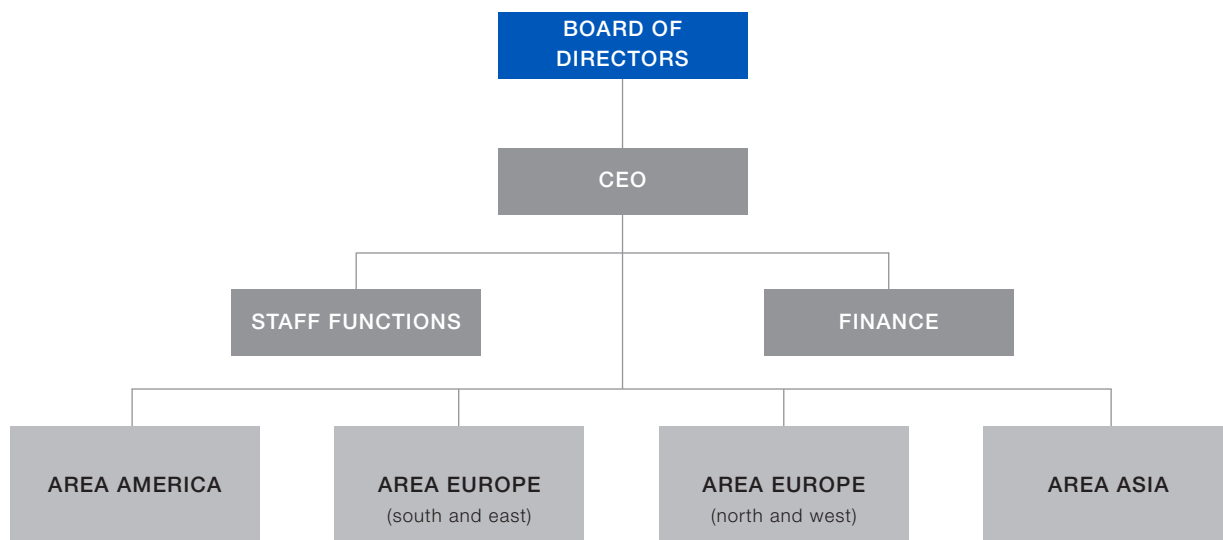 BOARD OF
DIRECTORS
CEO
STAFF FUNCTIONS
FINANCE
AREA AMERICA
AREA EUROPE
(south and east)
AREA EUROPE
(north and west)
AREA ASIA